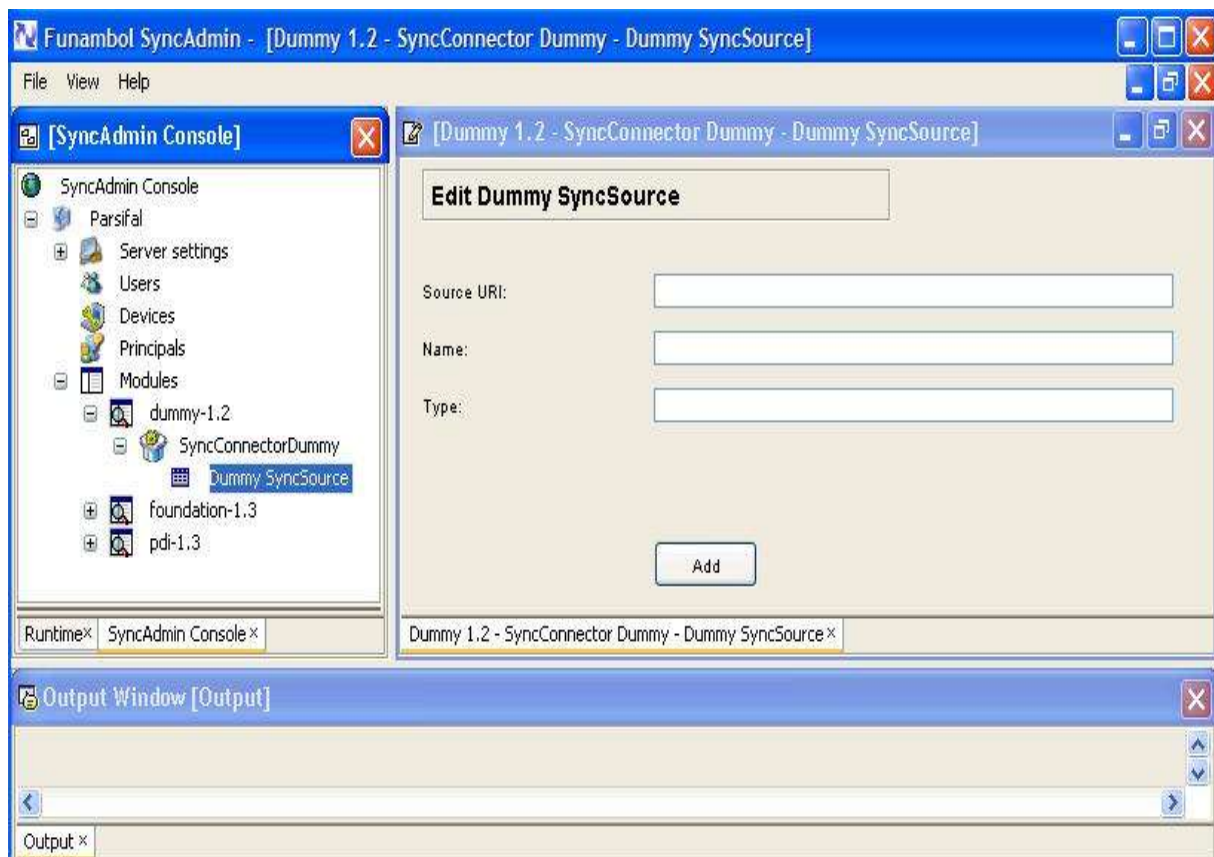 Funambol SyncAdmin - [Dummy 1.2 - SyncConnector Dummy - Dummy SyncSource]
File View Help
[SyncAdmin Console]
SyncAdmin Console
Parsifal
Server settings
Users
Devices
Principals
Modules
dummy-1.2
SyncConnectorDummy
Dummy SyncSource
foundation-1.3
pdi-1.3
Runtime SyncAdmin Console
[Dummy 1.2 - SyncConnector Dummy - Dummy SyncSource]
Edit Dummy SyncSource
Source URI:
Name:
Type:
Add
Dummy 1.2 - SyncConnector Dummy - Dummy SyncSource
Output Window [Output]
Output